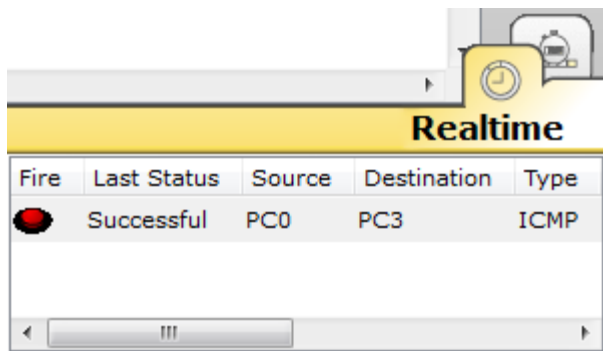 Realtime
Fire Last Status Source Destination Type
Successful PC0 PC3 ICMP